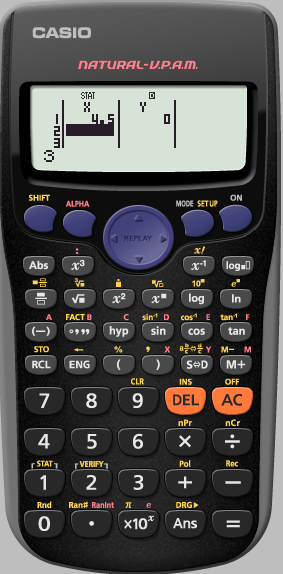 CASIO
NATURAL-V.P.A.M.
STAT D
X Y
1 4.5 0
2
3
3
SHIFT ALPHA MODE SETUP ON
REPLAY
: x! 
Abs x³ x⁻¹ log
³√ ˣ√ 10ˣ eˣ
√ x² x log ln
A FACT B C sin⁻¹ D cos⁻¹ E tan⁻¹ F
(−) hyp sin cos tan
STO ← % , X Y M− M
RCL ENG ( ) S⇔D M+
CLR INS OFF
7 8 9 DEL AC
nPr nCr
4 5 6 × ÷
STAT VERIFY Pol Rec
1 2 3 + −
Rnd Ran# RanInt π e DRG▶
0 . ×10ˣ Ans =